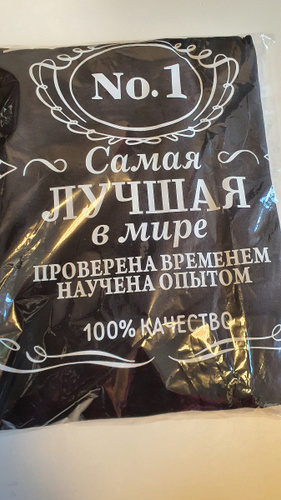 No.1
Самая
ЛУЧШАЯ
в мире
ПРОВЕРЕНА ВРЕМЕНЕМ
НАУЧЕНА ОПЫТОМ
100% КАЧЕСТВО